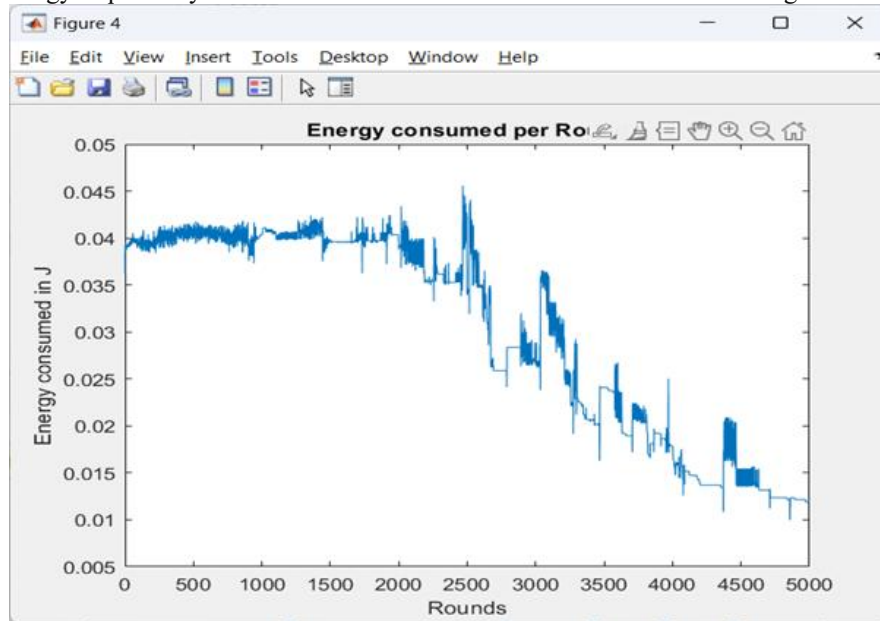 Figure 4
File Edit View Insert Tools Desktop Window Help
Energy consumed per Ro
0.05
0.045
0.04
0.035
0.03
0.025
0.02
0.015
0.01
0.005
Energy consumed in J
0 500 1000 1500 2000 2500 3000 3500 4000 4500 5000
Rounds